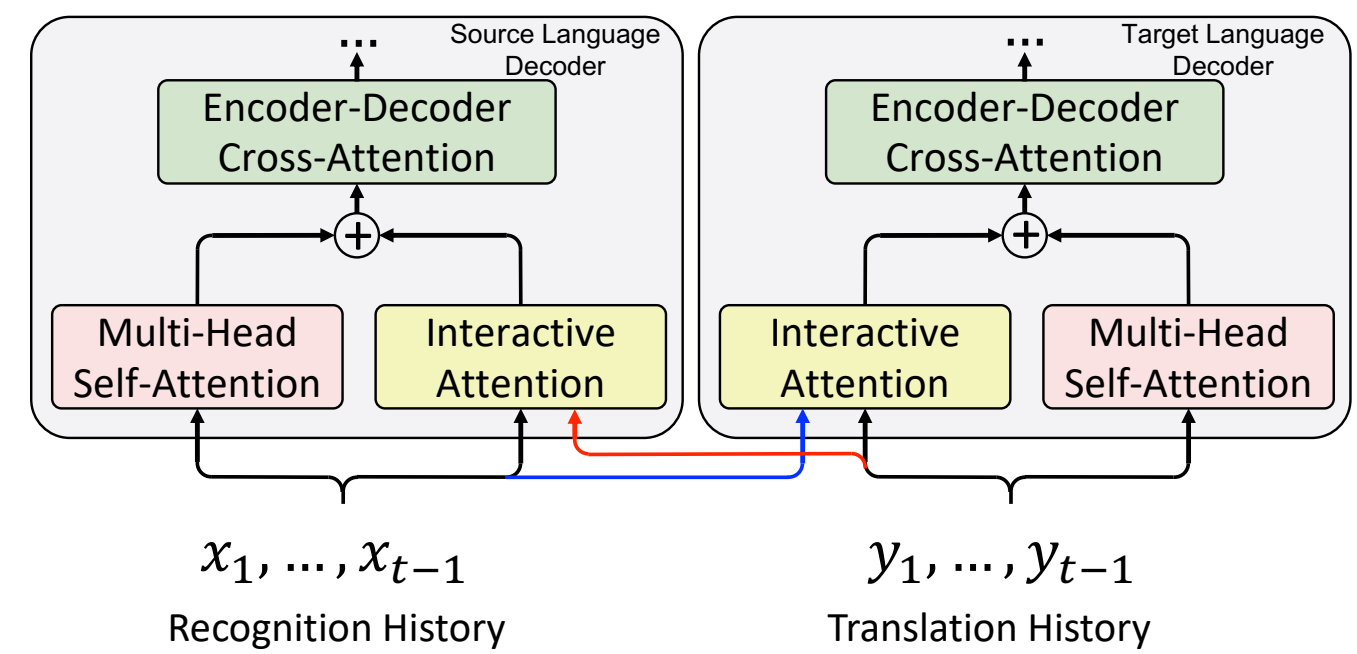 ... Source Language
Decoder
Encoder-Decoder
Cross-Attention
+
Multi-Head
Self-Attention
Interactive
Attention
... Target Language
Decoder
Encoder-Decoder
Cross-Attention
+
Interactive
Attention
Multi-Head
Self-Attention
x₁, ... , xₜ₋₁
Recognition History
y₁, ... , yₜ₋₁
Translation History